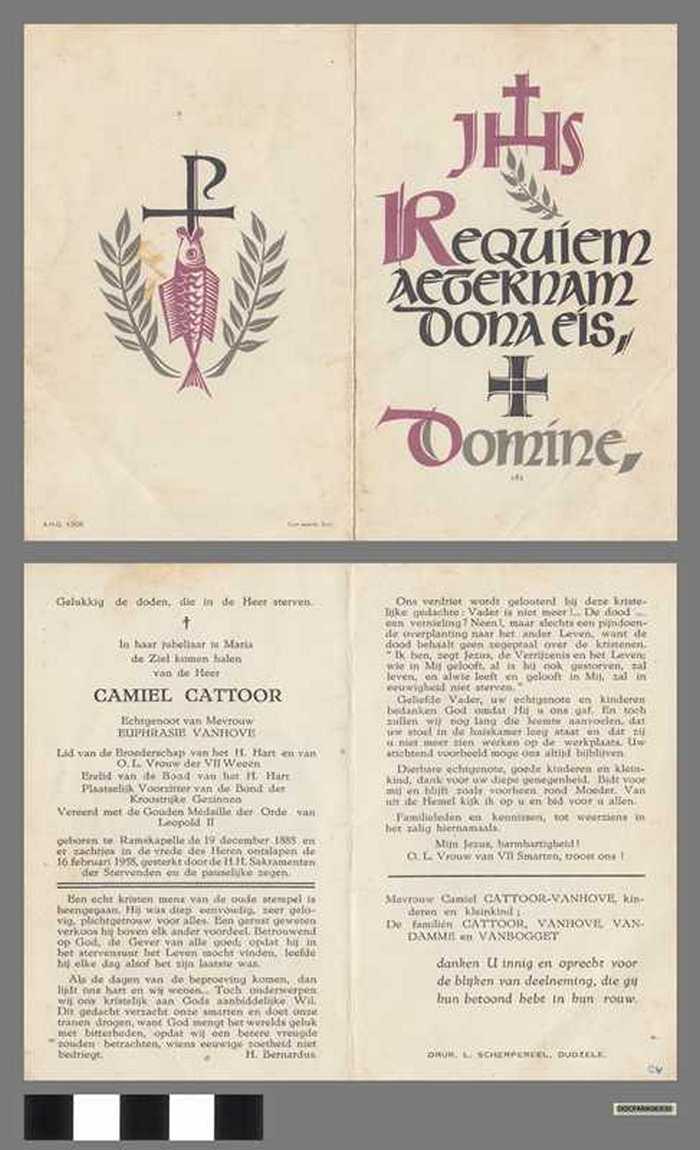 JHS
Requiem
aeternam
dona eis,
Domine,
Gelukkig de doden, die in de Heer sterven.
In haar jubeljaar is Maria
de Ziel komen halen
van de Heer
CAMIEL CATTOOR
Echtgenoot van Mevrouw
EUPHRASIE VANHOVE
Lid van de Broederschap van het H. Hart en van
O. L. Vrouw der VII Weeën
Erelid van de Bond van het H. Hart
Plaatselijk Voorzitter van de Bond der
Kroostrijke Gezinnen
Vereerd met de Gouden Medaille der Orde van
Leopold II
geboren te Ramskapelle de 19 december 1885 en
er zachtjes in de vrede des Heren ontslapen de
16 februari 1958, gesterkt door de H.H. Sakramenten
der Stervenden en de pauselijke zegen.
Een echt kristen mens van de oude stempel is
heengegaan. Hij was diep eenvoudig, zeer gelo-
vig, plichtgetrouw voor alles. Een gerust geweten
verkoos hij boven elk ander voordeel. Betrouwend
op God, de Gever van alle goed; opdat hij in
het stervensuur het Leven mocht vinden, leefde
hij elke dag alsof het zijn laatste was.
Als de dagen van de beproeving komen, dan
lijdt ons hart en wij wenen... Toch onderwerpen
wij ons kristelijk aan Gods aanbiddelijke Wil.
Dit gedacht verzacht onze smarten en doet onze
tranen drogen, want God mengt het werelds geluk
met bitterheden, opdat wij een betere vreugde
zouden betrachten, wiens eeuwige zoetheid niet
bedriegt. H. Bernardus
Ons verdriet wordt gelouterd bij deze kriste-
lijke gedachte: Vader is niet meer!... De dood ...
een vernieling? Neen!, maar slechts een pijndoen-
de overplanting naar het ander Leven, want de
dood behaalt geen zegepraal over de kristenen.
" Ik ben, zegt Jezus, de Verrijzenis en het Leven;
wie in Mij gelooft, al is hij ook gestorven, zal
leven, en alwie leeft en gelooft in Mij, zal in
eeuwigheid niet sterven. "
Geliefde Vader, uw echtgenote en kinderen
bedanken God omdat Hij u ons gaf. En toch
zullen wij nog lang die leemte aanvoelen, dat
uw stoel in de huiskamer leeg staat en dat zij
u niet meer zien werken op de werkplaats. Uw
stichtend voorbeeld moge ons altijd bijblijven.
Dierbare echtgenote, goede kinderen en klein-
kind, dank voor uw diepe genegenheid. Bidt voor
mij en blijft zoals voorheen rond Moeder. Van
uit de Hemel kijk ik op u en bid voor u allen.
Familieleden en kennissen, tot weerziens in
het zalig hiernamaals.
Mijn Jezus, barmhartigheid!
O. L. Vrouw van VII Smarten, troost ons !
Mevrouw Camiel CATTOOR-VANHOVE, kin-
deren en kleinkind;
De familiën CATTOOR, VANHOVE, VAN-
DAMME en VANBOGGET
danken U innig en oprecht voor
de blijken van deelneming, die gij
hun betoond hebt in hun rouw.
DRUK. L. SCHERPEREEL, DUDZELE.